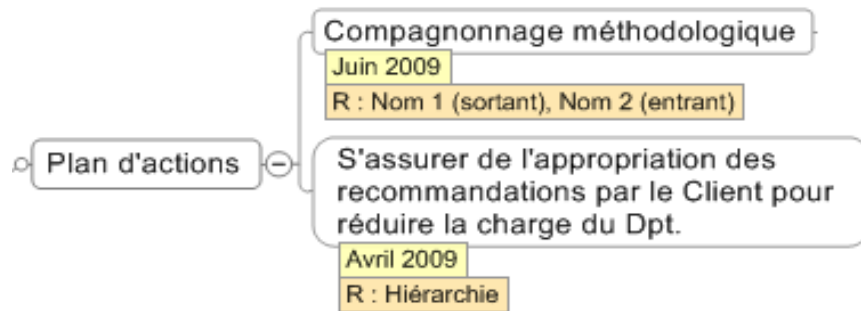 Plan d'actions
Compagnonnage méthodologique
Juin 2009
R : Nom 1 (sortant), Nom 2 (entrant)
S'assurer de l'appropriation des
recommandations par le Client pour
réduire la charge du Dpt.
Avril 2009
R : Hiérarchie